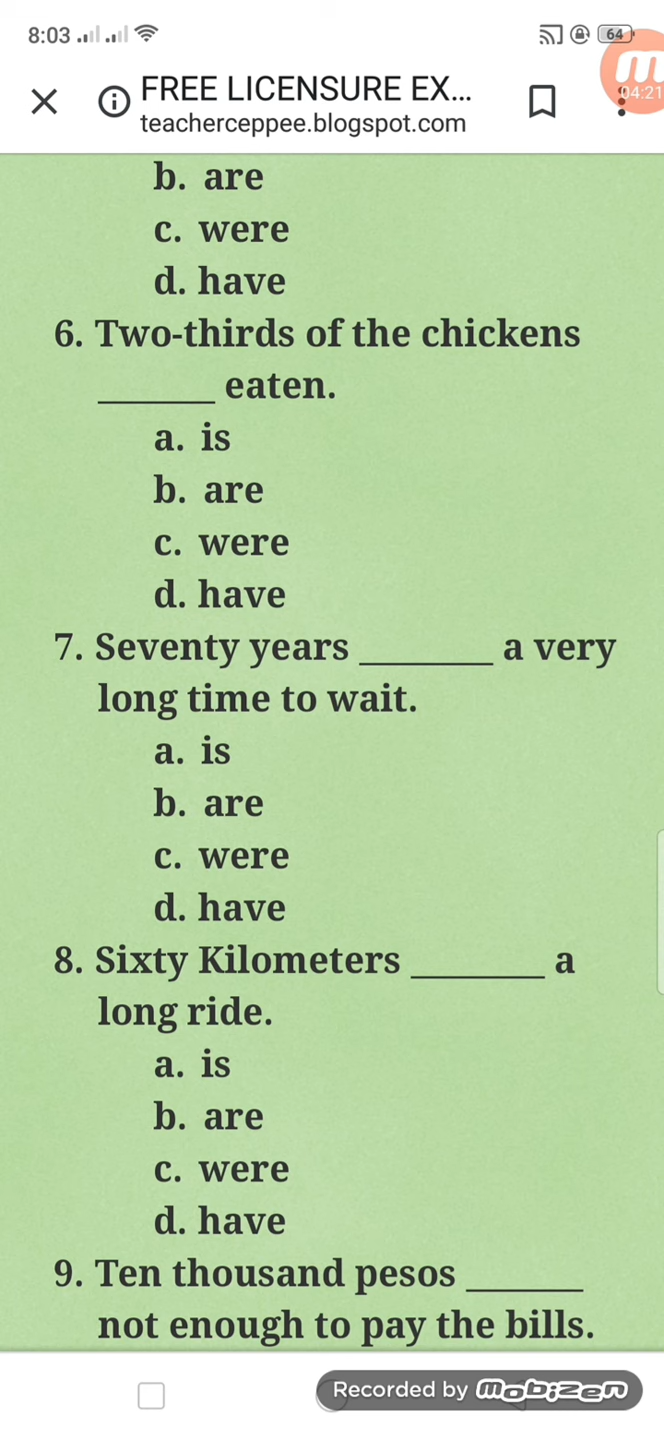 8:03
64
FREE LICENSURE EX...
teacherceppee.blogspot.com
04:21
b. are
c. were
d. have
6. Two-thirds of the chickens
_______ eaten.
a. is
b. are
c. were
d. have
7. Seventy years ________ a very
long time to wait.
a. is
b. are
c. were
d. have
8. Sixty Kilometers ________ a
long ride.
a. is
b. are
c. were
d. have
9. Ten thousand pesos _______
not enough to pay the bills.
Recorded by mobizen